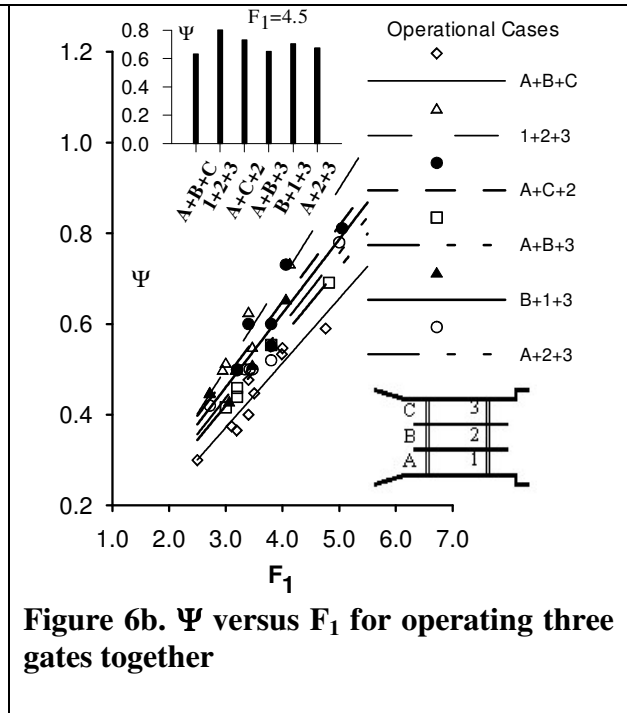 Ψ
F1=4.5
0.8
0.6
0.4
0.2
0.0
A+B+C
1+2+3
A+C+2
A+B+3
B+1+3
A+2+3
Operational Cases
A+B+C
1+2+3
A+C+2
A+B+3
B+1+3
A+2+3
1.2
1.0
0.8
0.6
0.4
0.2
Ψ
C 3
B 2
A 1
1.0 2.0 3.0 4.0 5.0 6.0 7.0
F1
Figure 6b. Ψ versus F1 for operating three
gates together